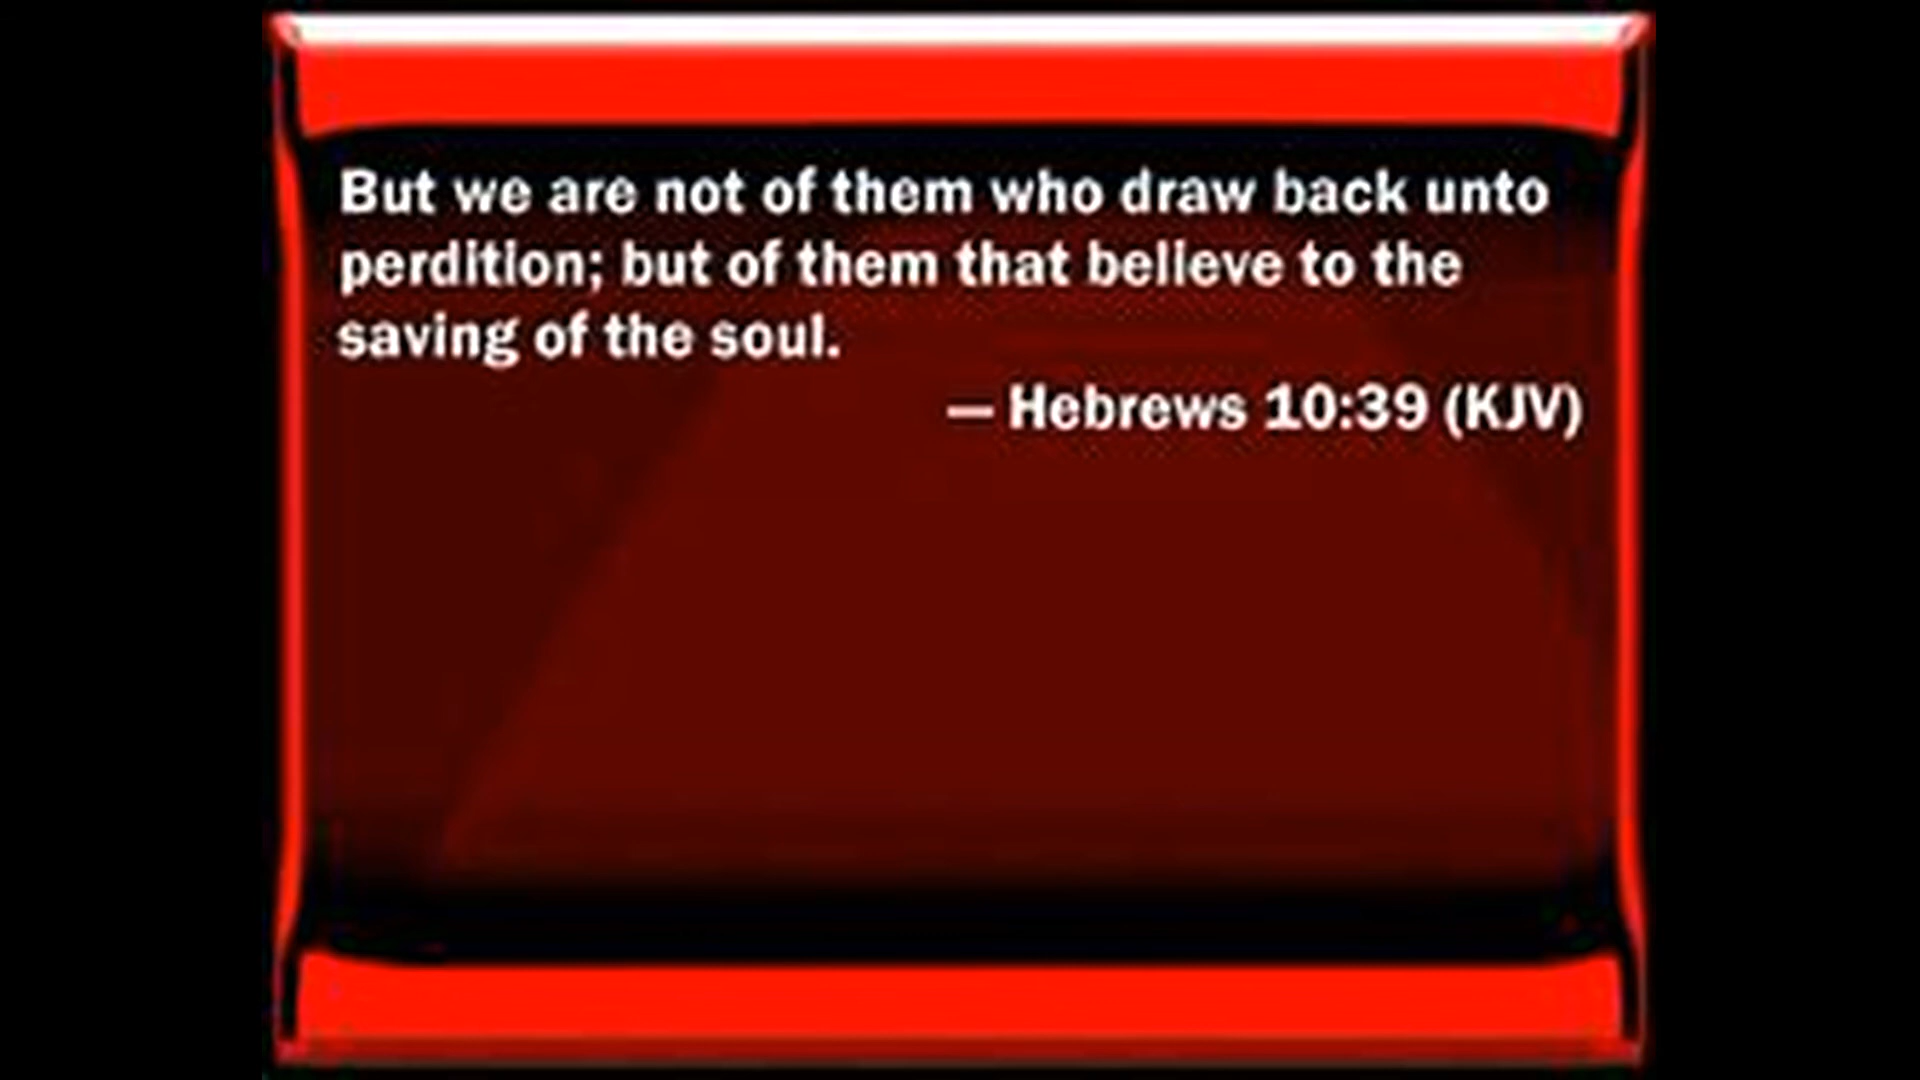 But we are not of them who draw back unto
perdition; but of them that believe to the
saving of the soul.
— Hebrews 10:39 (KJV)